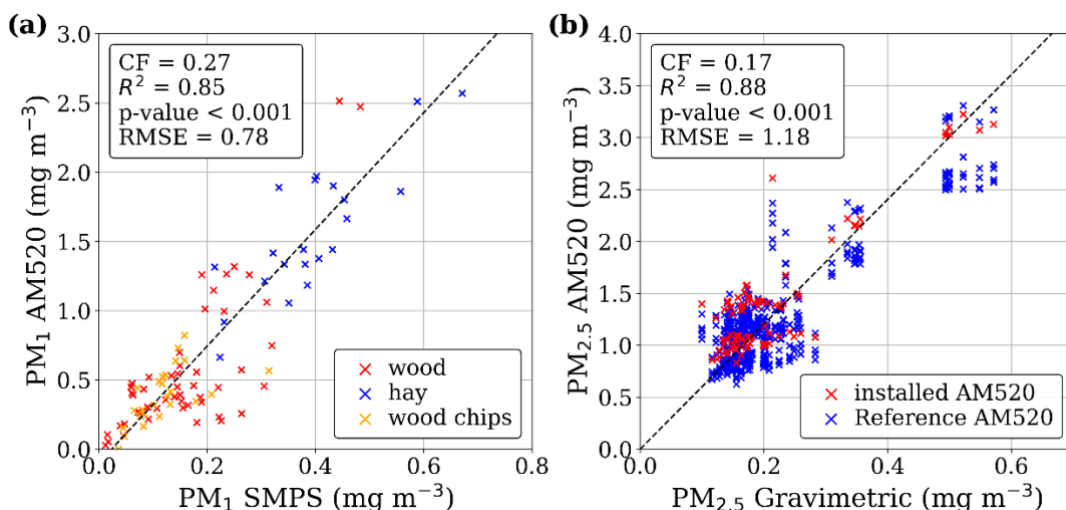 (a)
CF = 0.27
R² = 0.85
p-value < 0.001
RMSE = 0.78
PM₁ AM520 (mg m⁻³)
3.0
2.5
2.0
1.5
1.0
0.5
0.0
wood
hay
wood chips
0.0 0.2 0.4 0.6 0.8
PM₁ SMPS (mg m⁻³)
(b)
CF = 0.17
R² = 0.88
p-value < 0.001
RMSE = 1.18
PM₂.₅ AM520 (mg m⁻³)
4.0
3.5
3.0
2.5
2.0
1.5
1.0
0.5
0.0
installed AM520
Reference AM520
0.0 0.2 0.4 0.6
PM₂.₅ Gravimetric (mg m⁻³)